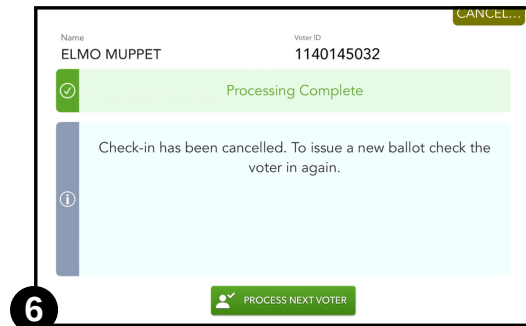 CANCEL...
Name
Voter ID
ELMO MUPPET
1140145032
Processing Complete
Check-in has been cancelled. To issue a new ballot check the
voter in again.
PROCESS NEXT VOTER
6